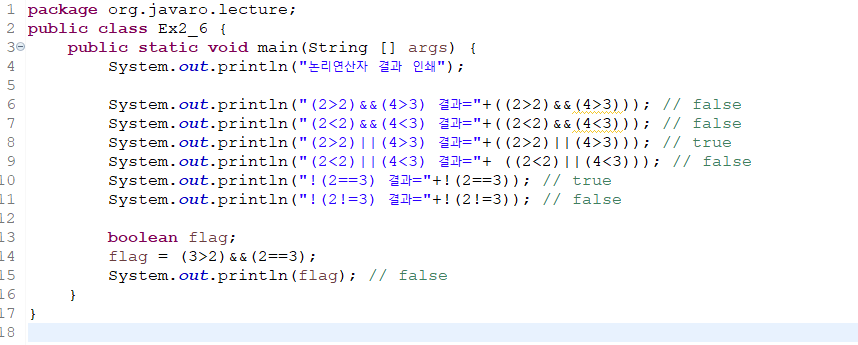 1 package org.javaro.lecture;
2 public class Ex2_6 {
3 public static void main(String [] args) {
4 System.out.println("논리연산자 결과 인쇄");
5
6 System.out.println("(2>2)&&(4>3) 결과="+((2>2)&&(4>3))); // false
7 System.out.println("(2<2)&&(4<3) 결과="+((2<2)&&(4<3))); // false
8 System.out.println("(2>2)||(4>3) 결과="+((2>2)||(4>3))); // true
9 System.out.println("(2<2)||(4<3) 결과="+ ((2<2)||(4<3))); // false
10 System.out.println("!(2==3) 결과="+!(2==3)); // true
11 System.out.println("!(2!=3) 결과="+!(2!=3)); // false
12
13 boolean flag;
14 flag = (3>2)&&(2==3);
15 System.out.println(flag); // false
16 }
17 }
18